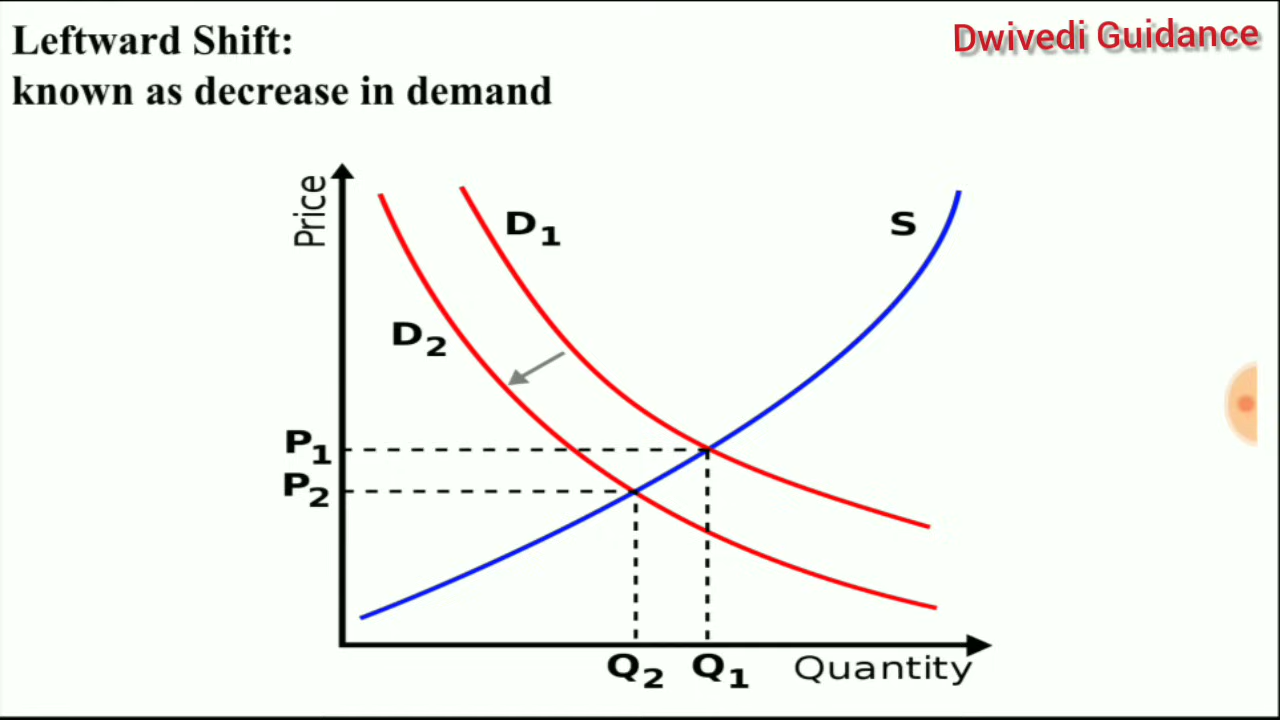 Leftward Shift:
known as decrease in demand
Dwivedi Guidance
Price
D1
S
D2
P1
P2
Q2 Q1 Quantity